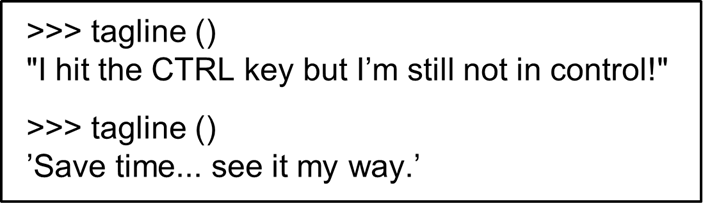 >>> tagline ()
"I hit the CTRL key but I’m still not in control!"
>>> tagline ()
’Save time... see it my way.’